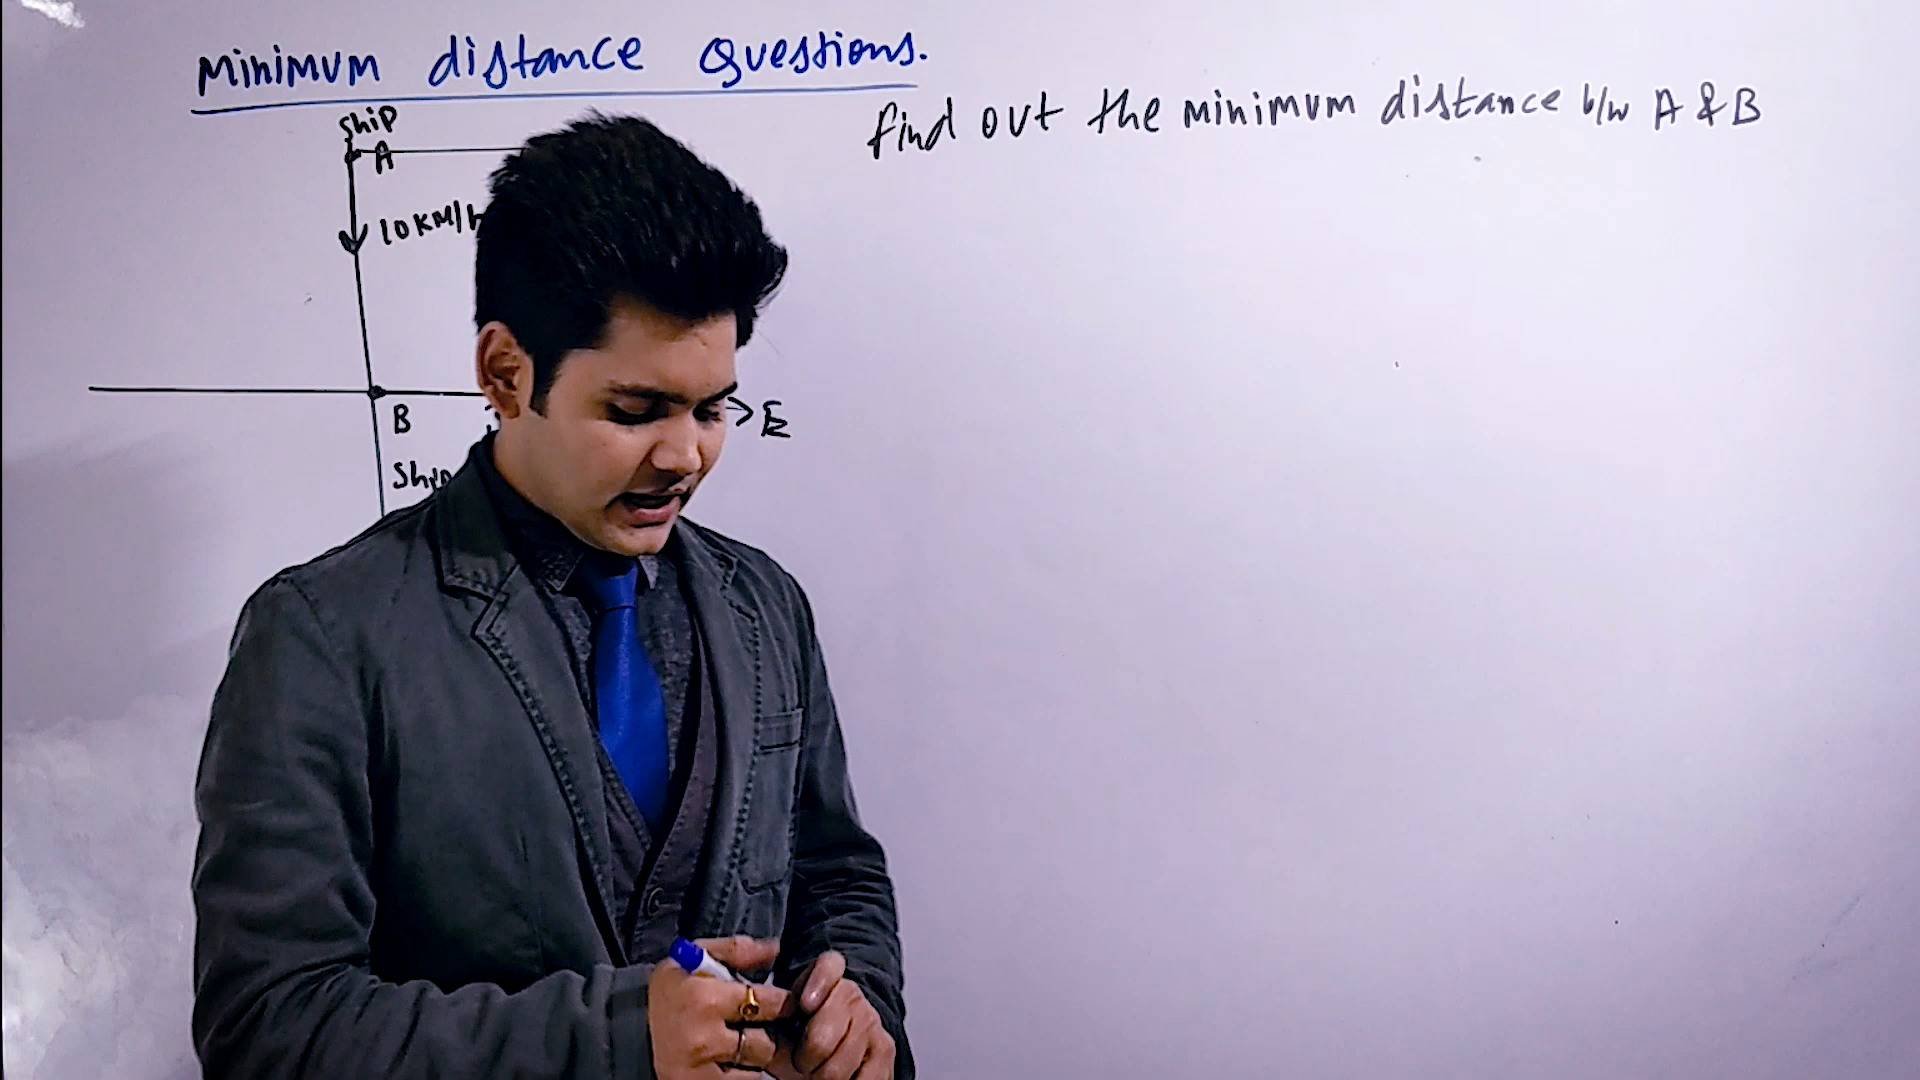 Minimum distance Questions.
find out the minimum distance b/w A & B
Ship
A
10 KM/h
B
E
Ship